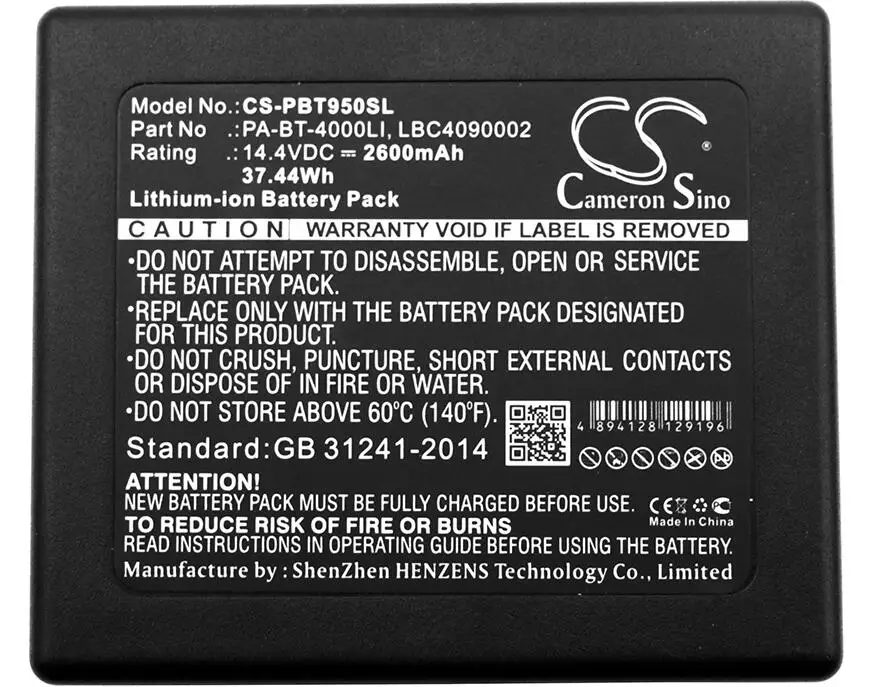 Model No.:CS-PBT950SL
Part No .:PA-BT-4000LI, LBC4090002
Rating .:14.4VDC ⎓ 2600mAh
37.44Wh
Lithium-ion Battery Pack
CS
®
Cameron Sino
CAUTION WARRANTY VOID IF LABEL IS REMOVED
•DO NOT ATTEMPT TO DISASSEMBLE, OPEN OR SERVICE
THE BATTERY PACK.
•REPLACE ONLY WITH THE BATTERY PACK DESIGNATED
FOR THIS PRODUCT.
•DO NOT CRUSH, PUNCTURE, SHORT EXTERNAL CONTACTS
OR DISPOSE OF IN FIRE OR WATER.
•DO NOT STORE ABOVE 60°C (140°F).
4 894128 129196
Standard:GB 31241-2014
ATTENTION!
NEW BATTERY PACK MUST BE FULLY CHARGED BEFORE USE.
CE
Made In China
TO REDUCE RISK OF FIRE OR BURNS
READ INSTRUCTIONS IN OPERATING GUIDE BEFORE USING THE BATTERY.
Manufacture by : ShenZhen HENZENS Technology Co., Limited